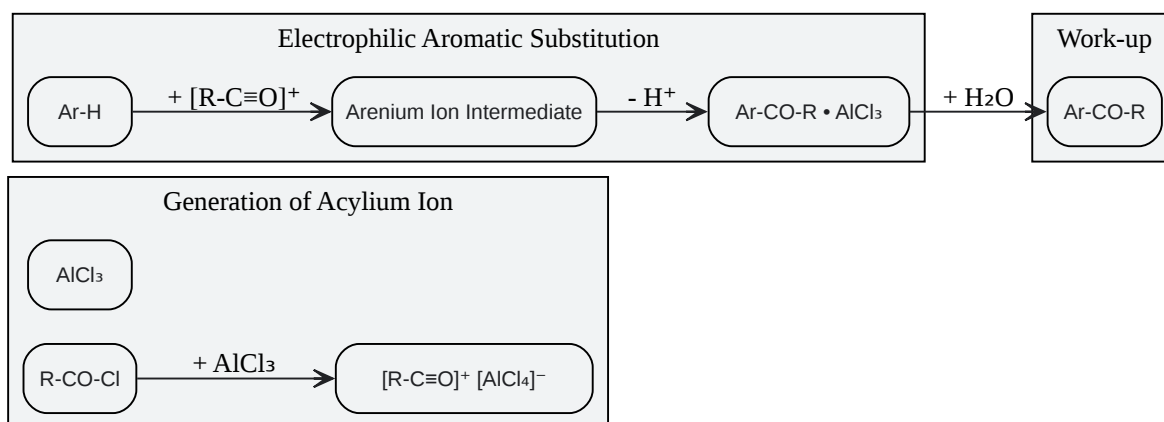 Electrophilic Aromatic Substitution
Work-up
Ar-H
+ [R-C≡O]⁺
Arenium Ion Intermediate
- H⁺
Ar-CO-R • AlCl₃
+ H₂O
Ar-CO-R
Generation of Acylium Ion
AlCl₃
R-CO-Cl
+ AlCl₃
[R-C≡O]⁺ [AlCl₄]⁻